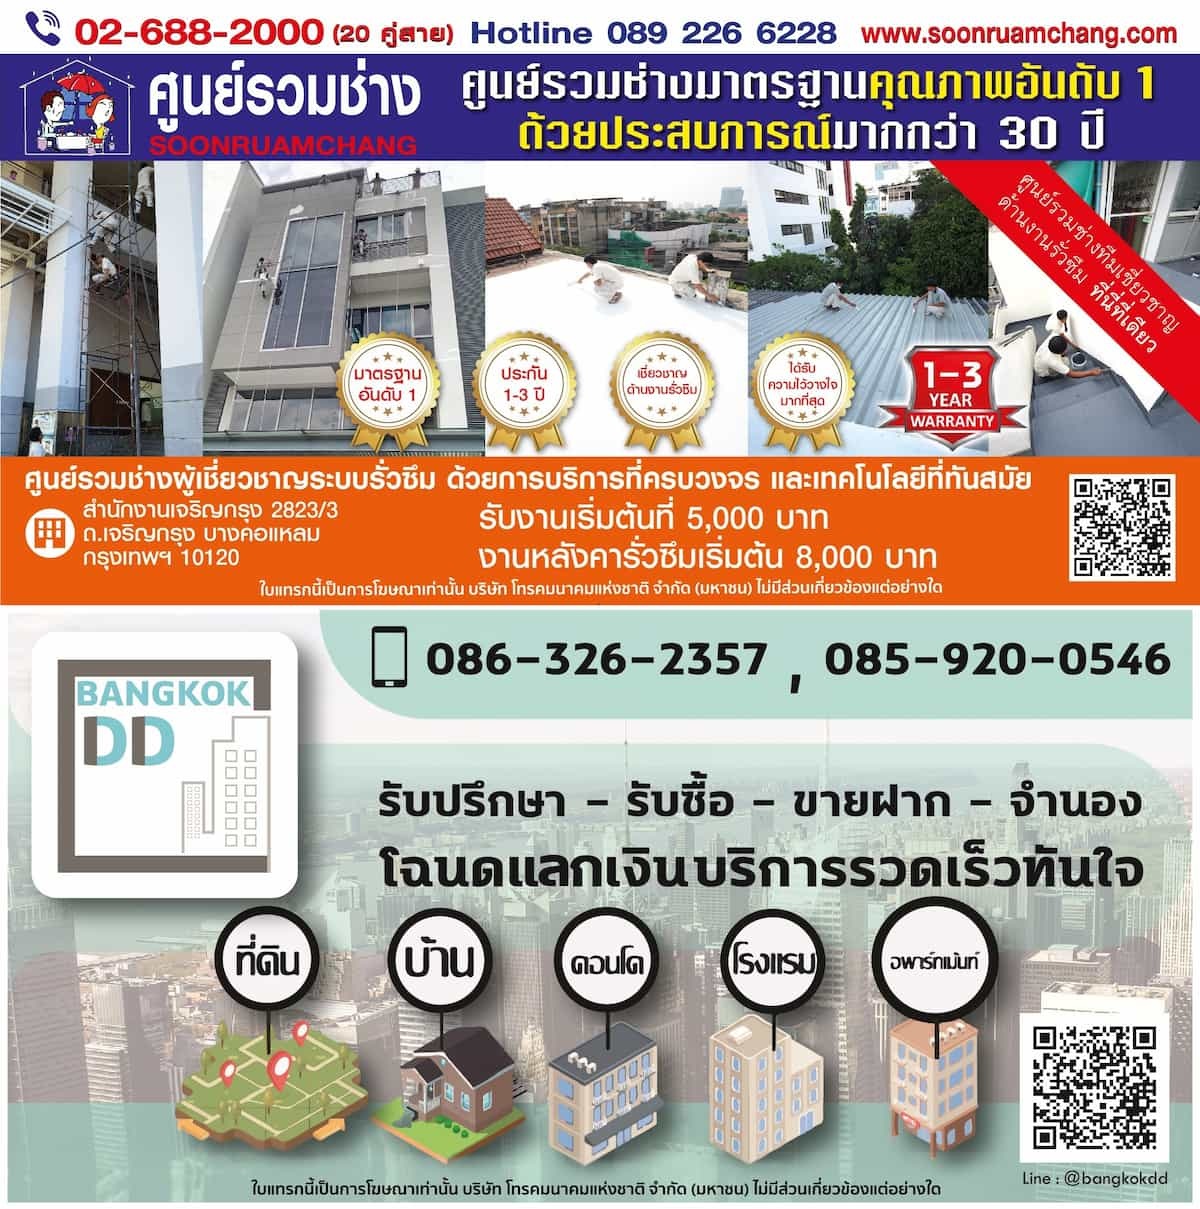 02-688-2000 (20 คู่สาย) Hotline 089 226 6228 www.soonruamchang.com
ศูนย์รวมช่าง
SOONRUAMCHANG
ศูนย์รวมช่างมาตรฐานคุณภาพอันดับ 1
ด้วยประสบการณ์มากกว่า 30 ปี
ศูนย์รวมช่างทีมเชี่ยวชาญ
ด้านงานรั่วซึม ที่นี่ที่เดียว
มาตรฐาน
อันดับ 1
ประกัน
1-3 ปี
เชี่ยวชาญ
ด้านงานรั่วซึม
ได้รับ
ความไว้วางใจ
มากที่สุด
1-3
YEAR
WARRANTY
ศูนย์รวมช่างผู้เชี่ยวชาญระบบรั่วซึม ด้วยการบริการที่ครบวงจร และเทคโนโลยีที่ทันสมัย
สำนักงานเจริญกรุง 2823/3
ถ.เจริญกรุง บางคอแหลม
กรุงเทพฯ 10120
รับงานเริ่มต้นที่ 5,000 บาท
งานหลังคารั่วซึมเริ่มต้น 8,000 บาท
ใบแทรกนี้เป็นการโฆษณาเท่านั้น บริษัท โทรคมนาคมแห่งชาติ จำกัด (มหาชน) ไม่มีส่วนเกี่ยวข้องแต่อย่างใด
BANGKOK
DD
086-326-2357 , 085-920-0546
รับปรึกษา - รับซื้อ - ขายฝาก - จำนอง
โฉนดแลกเงินบริการรวดเร็วทันใจ
ที่ดิน
บ้าน
คอนโด
โรงแรม
อพาร์ทเม้นท์
Line : @bangkokdd
ใบแทรกนี้เป็นการโฆษณาเท่านั้น บริษัท โทรคมนาคมแห่งชาติ จำกัด (มหาชน) ไม่มีส่วนเกี่ยวข้องแต่อย่างใด